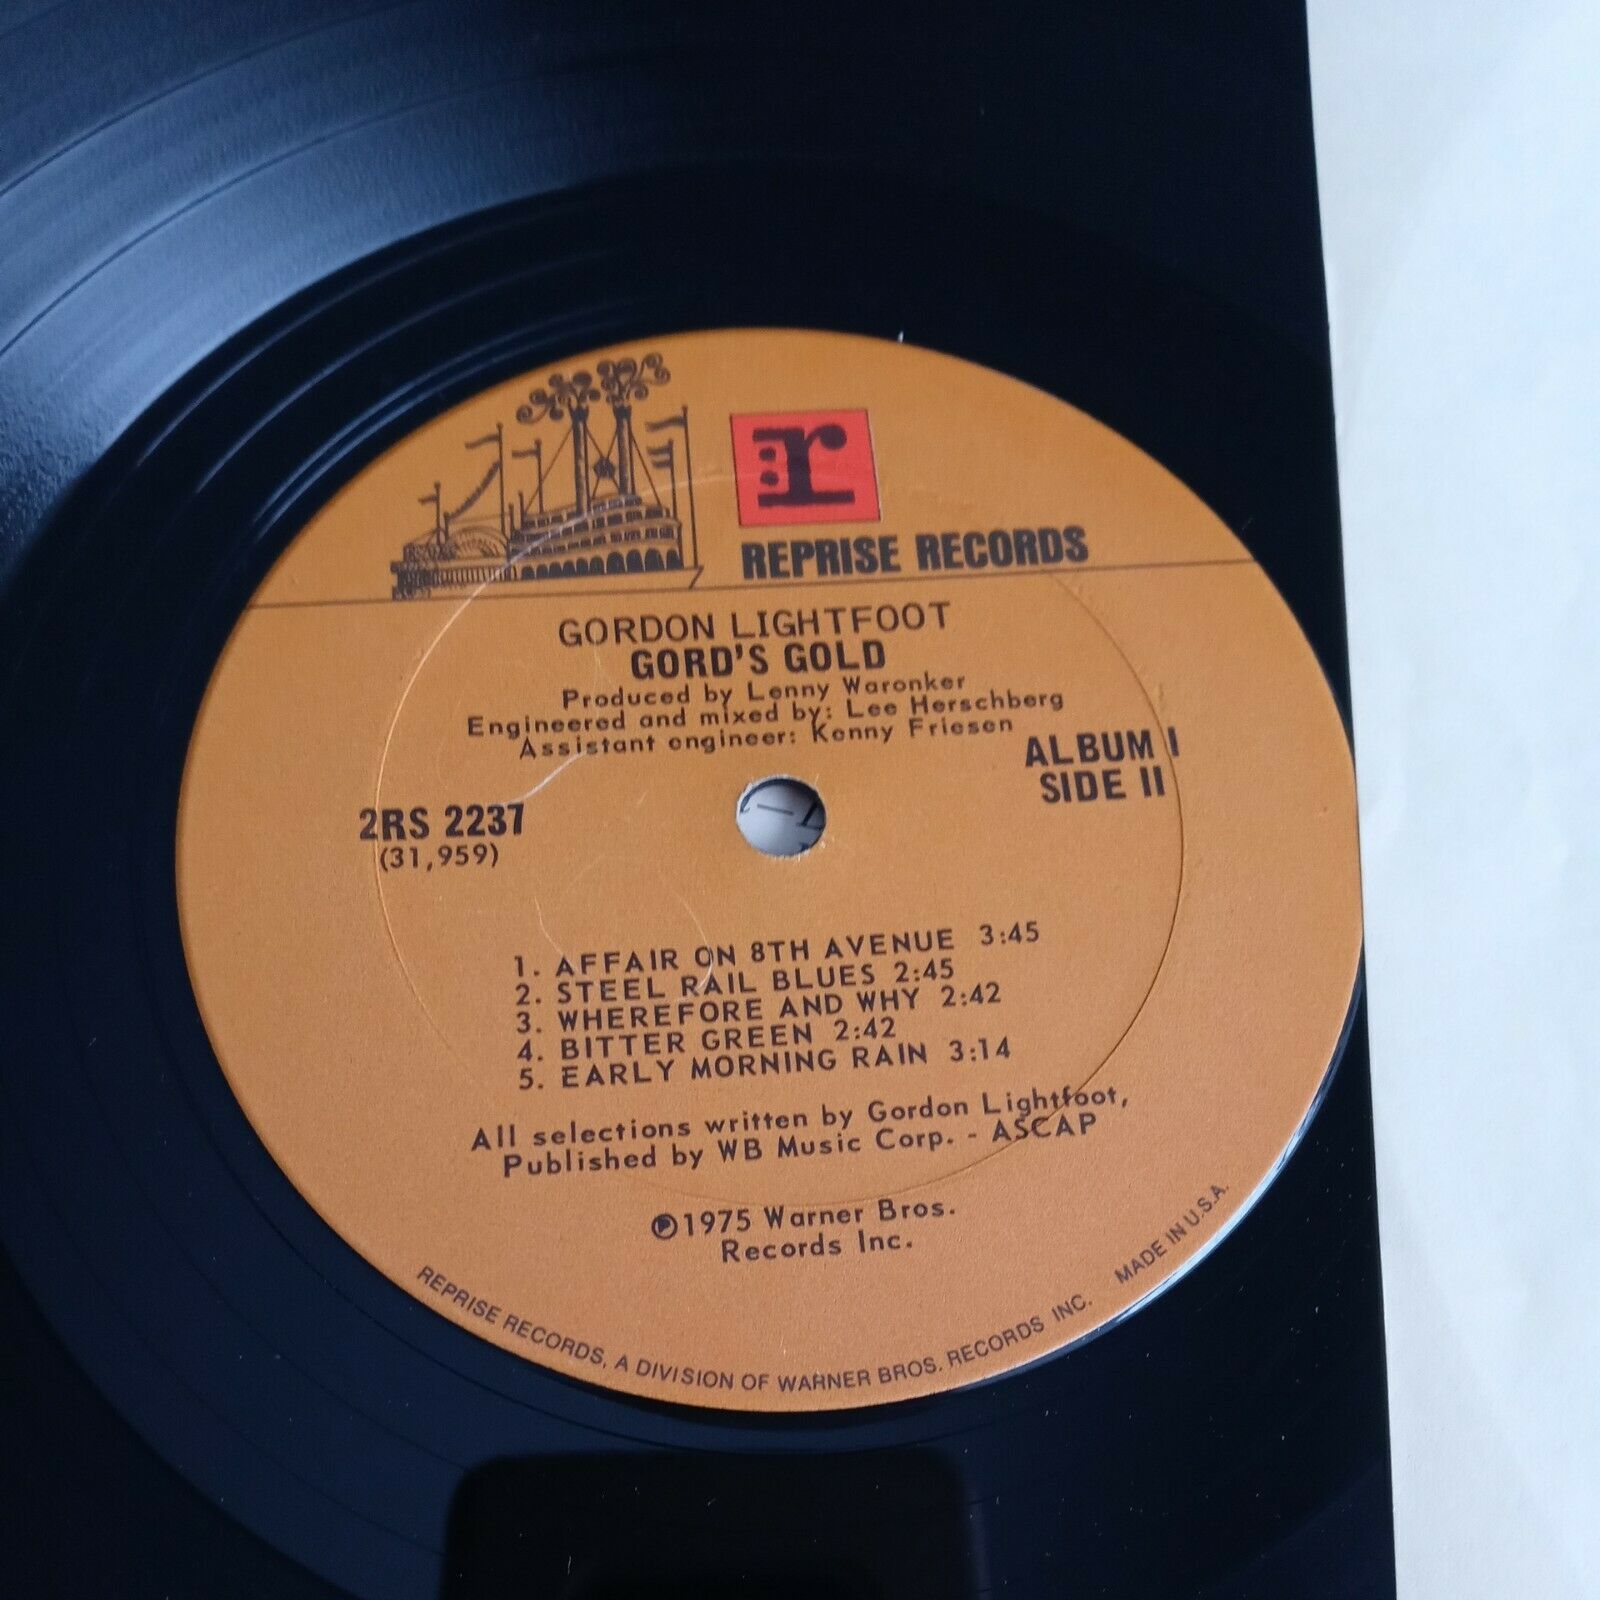 r
REPRISE RECORDS
GORDON LIGHTFOOT
GORD'S GOLD
Produced by Lenny Waronker
Engineered and mixed by: Lee Herschberg
Assistant engineer: Kenny Friesen
ALBUM I
SIDE II
2RS 2237
(31,959)
1. AFFAIR ON 8TH AVENUE 3:45
2. STEEL RAIL BLUES 2:45
3. WHEREFORE AND WHY 2:42
4. BITTER GREEN 2:42
5. EARLY MORNING RAIN 3:14
All selections written by Gordon Lightfoot,
Published by WB Music Corp. - ASCAP
℗1975 Warner Bros.
Records Inc.
REPRISE RECORDS, A DIVISION OF WARNER BROS. RECORDS INC. MADE IN U.S.A.